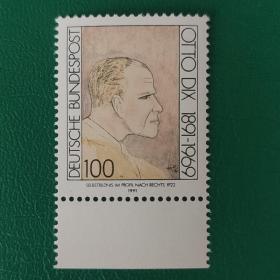 DEUTSCHE BUNDESPOST
OTTO DIX 1891-1969
100
SELBSTBILDNIS IM PROFIL NACH RECHTS 1922
1991